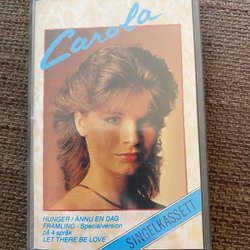 Carola
HUNGER / ÄNNU EN DAG
FRÄMLING - Specialversion
på 4 språk
LET THERE BE LOVE
SINGELKASSETT